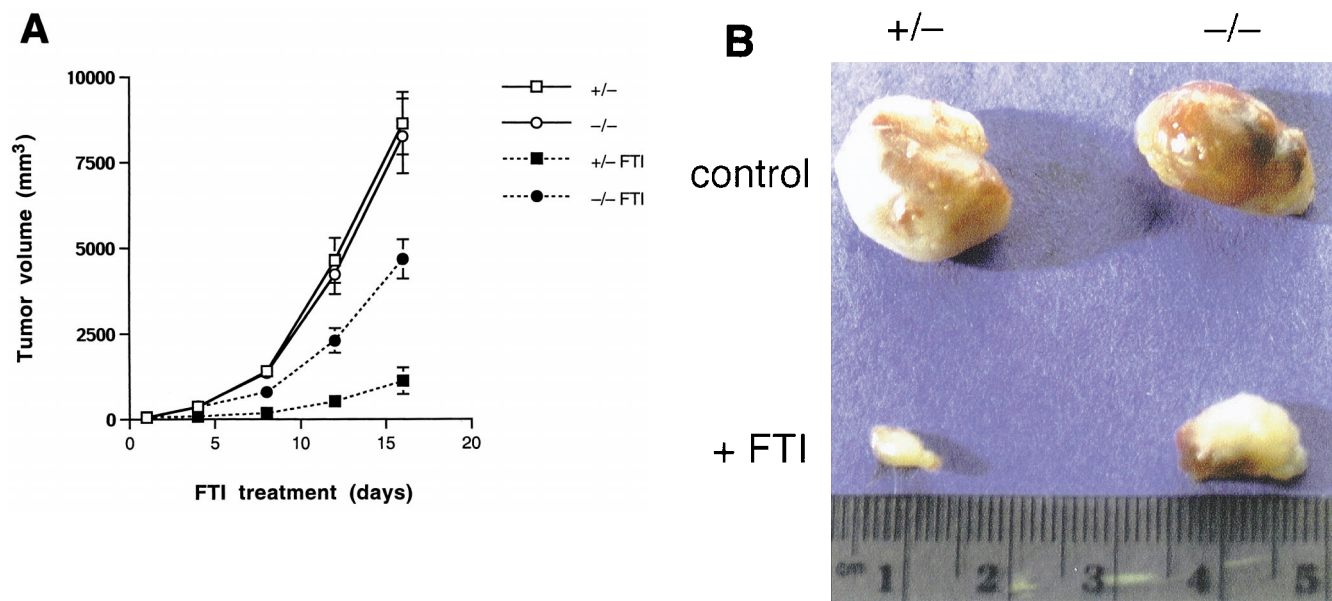 A
10000
7500
5000
2500
0
0 5 10 15 20
Tumor volume (mm³)
FTI treatment (days)
+/–
–/–
+/– FTI
–/– FTI
B
+/– –/–
control
+ FTI
cm 1 2 3 4 5